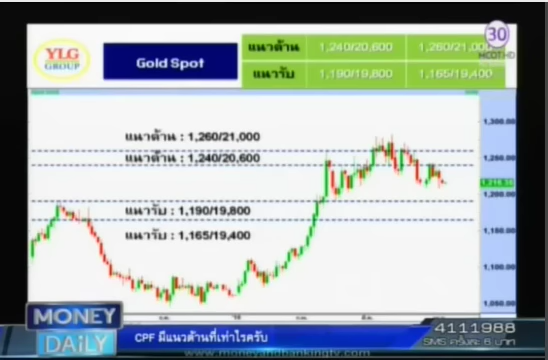 YLG
GROUP
Gold Spot
แนวต้าน 1,240/20,600 1,260/21,000
แนวรับ 1,190/19,800 1,165/19,400
30
MCOT HD
1,300.00
แนวต้าน : 1,260/21,000
แนวต้าน : 1,240/20,600
1,250.00
1,200.00
แนวรับ : 1,190/19,800
แนวรับ : 1,165/19,400
1,150.00
1,100.00
1,050.00
MONEY
DAILY
CPF มีแนวต้านที่เท่าไรครับ
4111988
SMS ครั้งละ 6 บาท
www.moneyandbankingtv.com